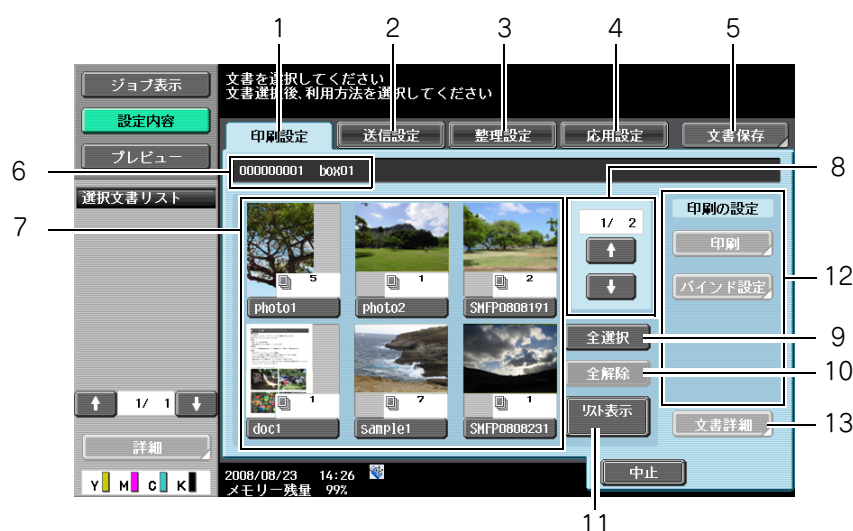 1 2 3 4 5
ジョブ表示
設定内容
プレビュー
選択文書リスト
文書を選択してください
文書選択後、利用方法を選択してください
印刷設定 送信設定 整理設定 応用設定 文書保存
6
000000001 box01
7
5
photo1
1
photo2
2
SMFP0808191
1
doc1
7
sample1
1
SMFP0808231
8
1/ 2
印刷の設定
印刷
バインド設定
12
全選択
9
全解除
10
リスト表示
11
文書詳細
13
1/ 1
詳細
Y M C K
2008/08/23 14:26
メモリー残量 99%
中止